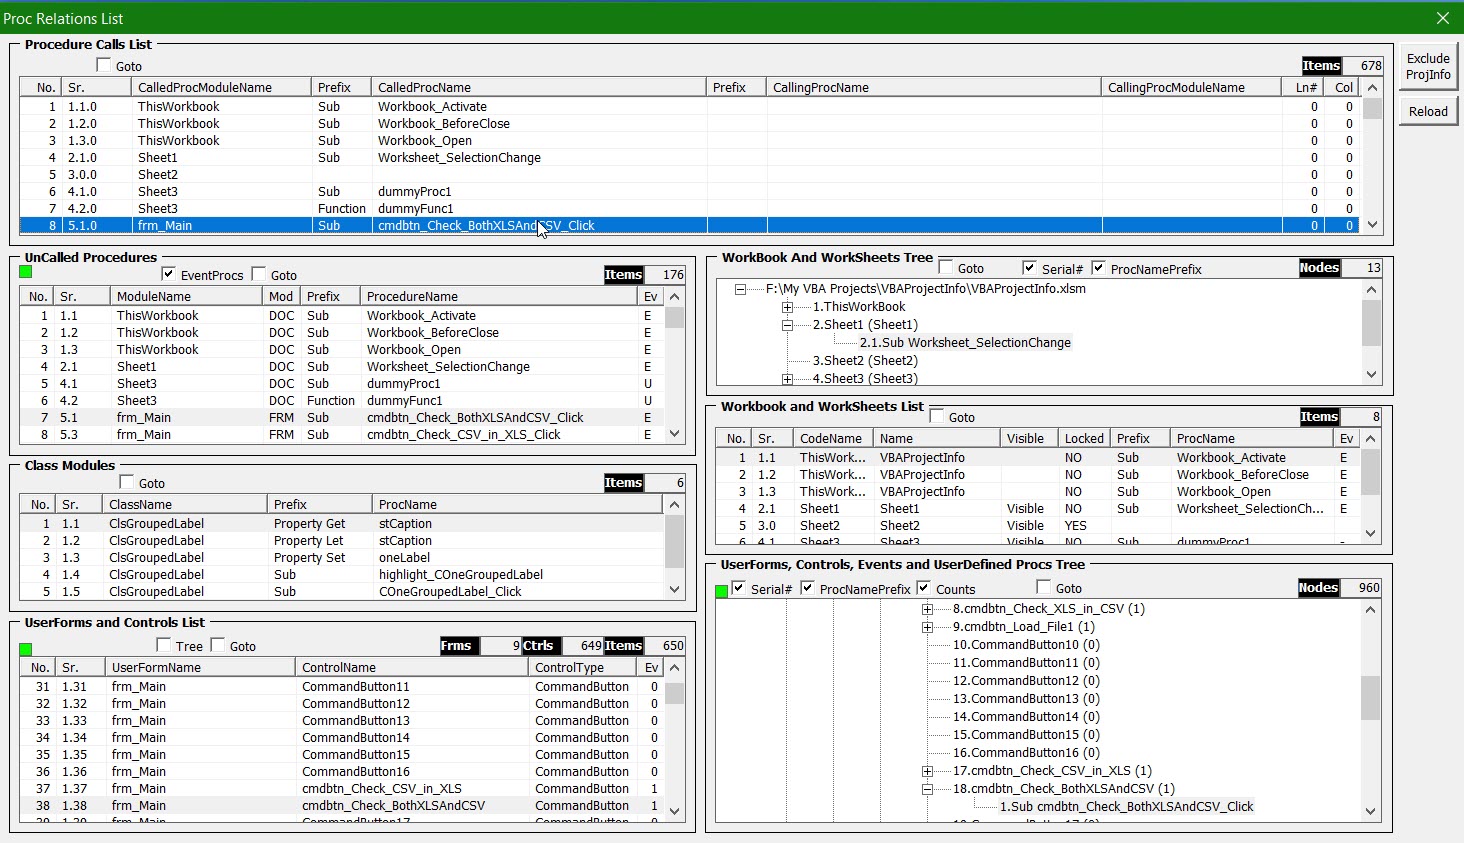 Proc Relations List
Procedure Calls List
Exclude ProjInfo
Reload
Goto
Items 678
No. Sr. CalledProcModuleName Prefix CalledProcName Prefix CallingProcName CallingProcModuleName Ln# Col
1 1.1.0 ThisWorkbook Sub Workbook_Activate 0 0
2 1.2.0 ThisWorkbook Sub Workbook_BeforeClose 0 0
3 1.3.0 ThisWorkbook Sub Workbook_Open 0 0
4 2.1.0 Sheet1 Sub Worksheet_SelectionChange 0 0
5 3.0.0 Sheet2 0 0
6 4.1.0 Sheet3 Sub dummyProc1 0 0
7 4.2.0 Sheet3 Function dummyFunc1 0 0
8 5.1.0 frm_Main Sub cmdbtn_Check_BothXLSAndCSV_Click 0 0
UnCalled Procedures
EventProcs Goto Items 176
No. Sr. ModuleName Mod Prefix ProcedureName Ev
1 1.1 ThisWorkbook DOC Sub Workbook_Activate E
2 1.2 ThisWorkbook DOC Sub Workbook_BeforeClose E
3 1.3 ThisWorkbook DOC Sub Workbook_Open E
4 2.1 Sheet1 DOC Sub Worksheet_SelectionChange E
5 4.1 Sheet3 DOC Sub dummyProc1 U
6 4.2 Sheet3 DOC Function dummyFunc1 U
7 5.1 frm_Main FRM Sub cmdbtn_Check_BothXLSAndCSV_Click E
8 5.3 frm_Main FRM Sub cmdbtn_Check_CSV_in_XLS_Click E
Class Modules
Goto Items 6
No. Sr. ClassName Prefix ProcName
1 1.1 ClsGroupedLabel Property Get stCaption
2 1.2 ClsGroupedLabel Property Let stCaption
3 1.3 ClsGroupedLabel Property Set oneLabel
4 1.4 ClsGroupedLabel Sub highlight_COneGroupedLabel
5 1.5 ClsGroupedLabel Sub COneGroupedLabel_Click
UserForms and Controls List
Tree Goto Frms 9 Ctrls 649 Items 650
No. Sr. UserFormName ControlName ControlType Ev
31 1.31 frm_Main CommandButton11 CommandButton 0
32 1.32 frm_Main CommandButton12 CommandButton 0
33 1.33 frm_Main CommandButton13 CommandButton 0
34 1.34 frm_Main CommandButton14 CommandButton 0
35 1.35 frm_Main CommandButton15 CommandButton 0
36 1.36 frm_Main CommandButton16 CommandButton 0
37 1.37 frm_Main cmdbtn_Check_CSV_in_XLS CommandButton 1
38 1.38 frm_Main cmdbtn_Check_BothXLSAndCSV CommandButton 1
39 1.39 frm_Main CommandButton17 CommandButton 0
WorkBook And WorkSheets Tree Goto Serial# ProcNamePrefix Nodes 13
F:\My VBA Projects\VBAProjectInfo\VBAProjectInfo.xlsm
1.ThisWorkBook
2.Sheet1 (Sheet1)
2.1.Sub Worksheet_SelectionChange
3.Sheet2 (Sheet2)
4.Sheet3 (Sheet3)
Workbook and WorkSheets List Goto Items 8
No. Sr. CodeName Name Visible Locked Prefix ProcName Ev
1 1.1 ThisWork... VBAProjectInfo NO Sub Workbook_Activate E
2 1.2 ThisWork... VBAProjectInfo NO Sub Workbook_BeforeClose E
3 1.3 ThisWork... VBAProjectInfo NO Sub Workbook_Open E
4 2.1 Sheet1 Sheet1 Visible NO Sub Worksheet_SelectionCh... E
5 3.0 Sheet2 Sheet2 Visible YES
6 4.1 Sheet3 Sheet3 Visible NO Sub dummyProc1 -
UserForms, Controls, Events and UserDefined Procs Tree
Serial# ProcNamePrefix Counts Goto Nodes 960
8.cmdbtn_Check_XLS_in_CSV (1)
9.cmdbtn_Load_File1 (1)
10.CommandButton10 (0)
11.CommandButton11 (0)
12.CommandButton12 (0)
13.CommandButton13 (0)
14.CommandButton14 (0)
15.CommandButton15 (0)
16.CommandButton16 (0)
17.cmdbtn_Check_CSV_in_XLS (1)
18.cmdbtn_Check_BothXLSAndCSV (1)
1.Sub cmdbtn_Check_BothXLSAndCSV_Click
19.CommandButton17 (0)